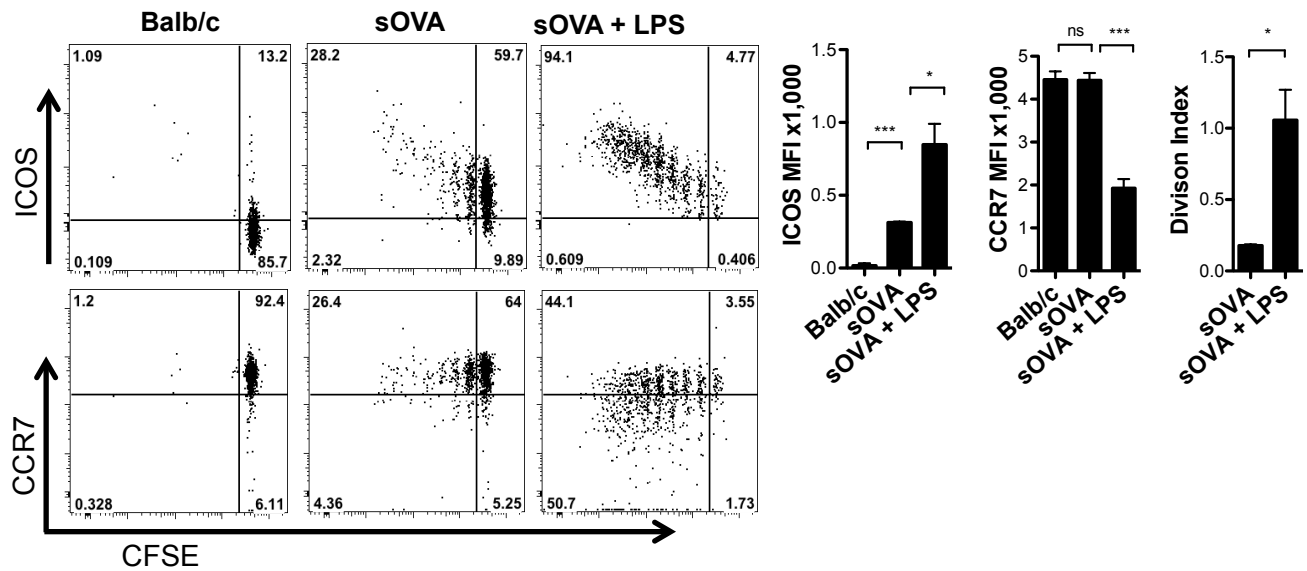 Balb/c
sOVA
sOVA + LPS
ICOS
1.09 13.2
0.109 85.7
28.2 59.7
2.32 9.89
94.1 4.77
0.609 0.406
CCR7
1.2 92.4
0.328 6.11
26.4 64
4.36 5.25
44.1 3.55
50.7 1.73
CFSE
ICOS MFI x1,000
1.5
1.0
0.5
0.0
***
*
Balb/c
sOVA
sOVA + LPS
CCR7 MFI x1,000
5
4
3
2
1
0
ns
***
Balb/c
sOVA
sOVA + LPS
Divison Index
1.5
1.0
0.5
0.0
*
sOVA
sOVA + LPS